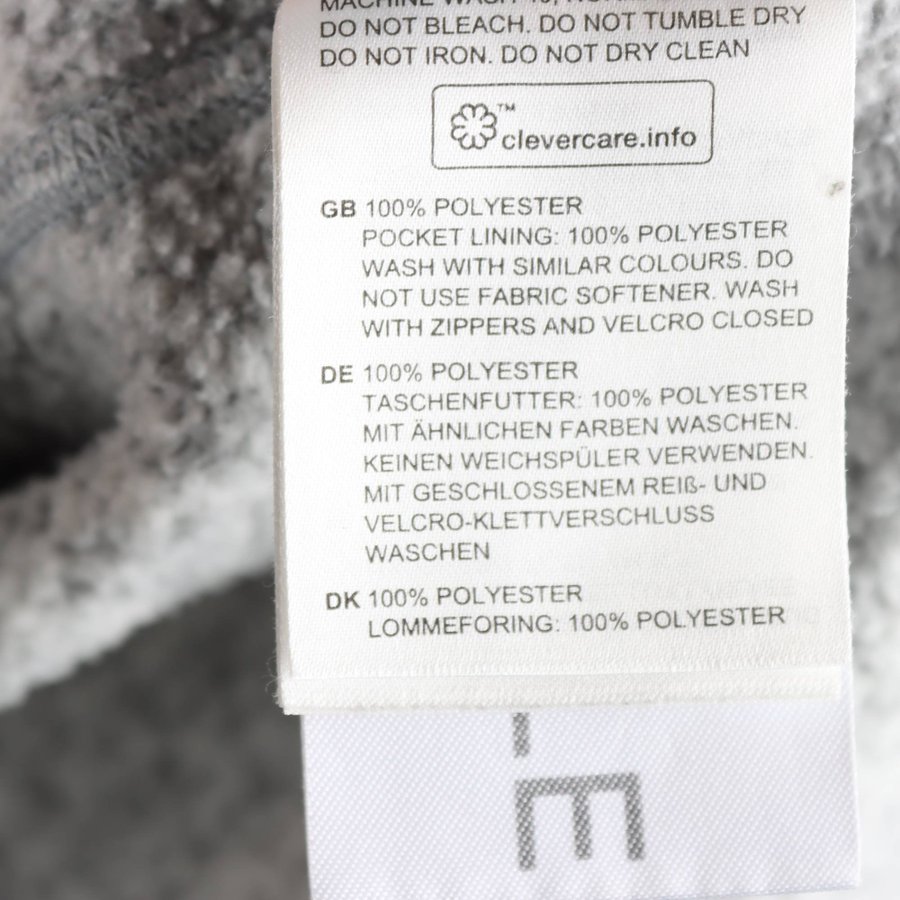 MACHINE WASH
DO NOT BLEACH. DO NOT TUMBLE DRY
DO NOT IRON. DO NOT DRY CLEAN
™
clevercare.info
GB 100% POLYESTER
POCKET LINING: 100% POLYESTER
WASH WITH SIMILAR COLOURS. DO
NOT USE FABRIC SOFTENER. WASH
WITH ZIPPERS AND VELCRO CLOSED
DE 100% POLYESTER
TASCHENFUTTER: 100% POLYESTER
MIT ÄHNLICHEN FARBEN WASCHEN.
KEINEN WEICHSPÜLER VERWENDEN.
MIT GESCHLOSSENEM REIß- UND
VELCRO-KLETTVERSCHLUSS
WASCHEN
DK 100% POLYESTER
LOMMEFORING: 100% POLYESTER
E